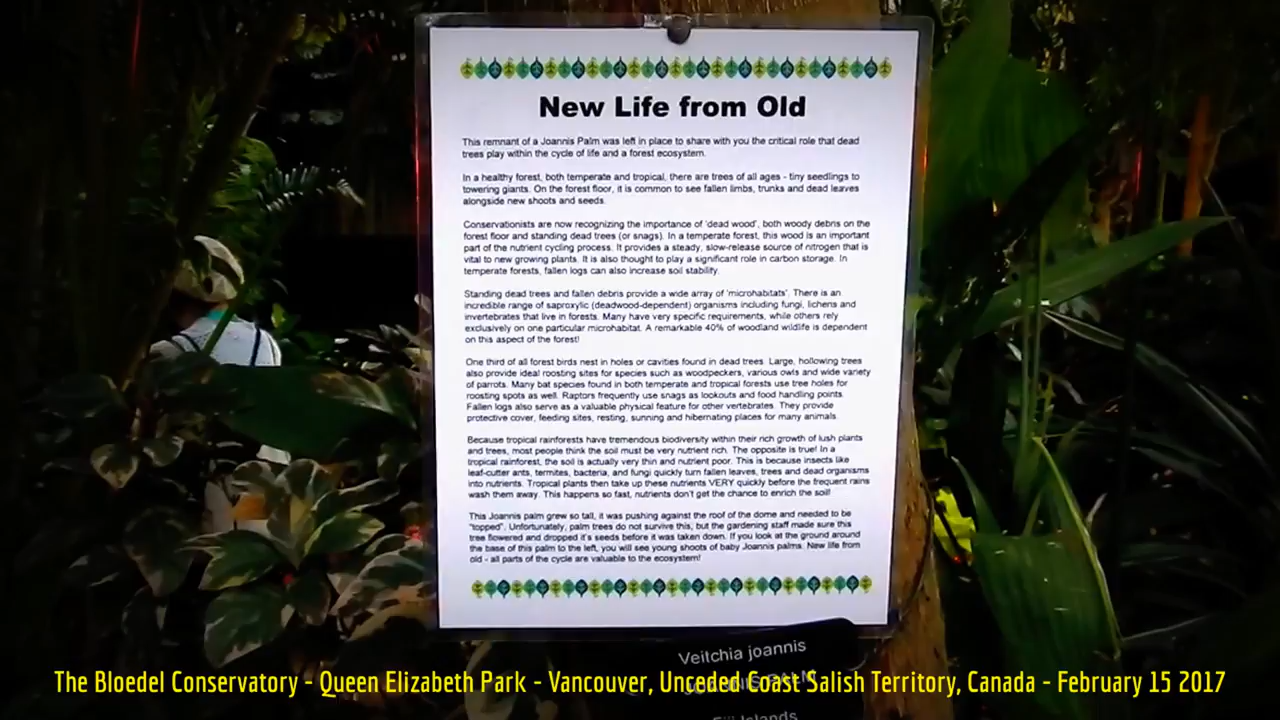 New Life from Old
This remnant of a Joannis Palm was left in place to share with you the critical role that dead
trees play within the cycle of life and a forest ecosystem.
In a healthy forest, both temperate and tropical, there are trees of all ages - tiny seedlings to
towering giants. On the forest floor, it is common to see fallen limbs, trunks and dead leaves
alongside new shoots and seeds.
Conservationists are now recognizing the importance of 'dead wood', both woody debris on the
forest floor and standing dead trees (or snags). In a temperate forest, this wood is an important
part of the nutrient cycling process. It provides a steady, slow-release source of nitrogen that is
vital to new growing plants. It is also thought to play a significant role in carbon storage. In
temperate forests, fallen logs can also increase soil stability.
Standing dead trees and fallen debris provide a wide array of 'microhabitats'. There is an
incredible range of saproxylic (deadwood-dependent) organisms including fungi, lichens and
invertebrates that live in forests. Many have very specific requirements, while others rely
exclusively on one particular microhabitat. A remarkable 40% of woodland wildlife is dependent
on this aspect of the forest!
One third of all forest birds nest in holes or cavities found in dead trees. Large, hollowing trees
also provide ideal roosting sites for species such as woodpeckers, various owls and wide variety
of parrots. Many bat species found in both temperate and tropical forests use tree holes for
roosting spots as well. Raptors frequently use snags as lookouts and food handling points.
Fallen logs also serve as a valuable physical feature for other vertebrates. They provide
protective cover, feeding sites, resting, sunning and hibernating places for many animals.
Because tropical rainforests have tremendous biodiversity within their rich growth of lush plants
and trees, most people think the soil must be very nutrient rich. The opposite is true! In a
tropical rainforest, the soil is actually very thin and nutrient poor. This is because insects like
leaf-cutter ants, termites, bacteria, and fungi quickly turn fallen leaves, trees and dead organisms
into nutrients. Tropical plants then take up these nutrients VERY quickly before the frequent rains
wash them away. This happens so fast, nutrients don't get the chance to enrich the soil!
This Joannis palm grew so tall, it was pushing against the roof of the dome and needed to be
"topped". Unfortunately, palm trees do not survive this, but the gardening staff made sure this
tree flowered and dropped it's seeds before it was taken down. If you look at the ground around
the base of this palm to the left, you will see young shoots of baby Joannis palms. New life from
old - all parts of the cycle are valuable to the ecosystem!
Veitchia joannis
The Bloedel Conservatory - Queen Elizabeth Park - Vancouver, Unceded Coast Salish Territory, Canada - February 15 2017
Fiji Islands